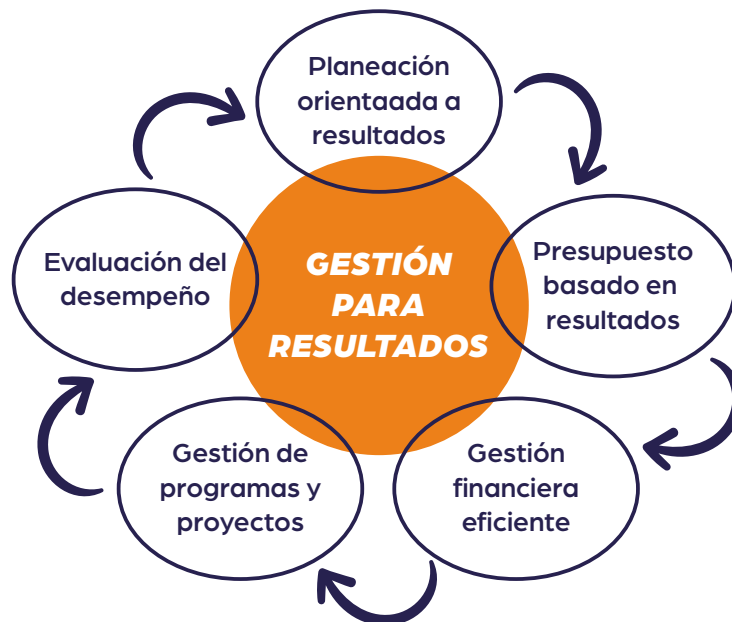 Planeación
orientaada a
resultados
Presupuesto
basado en
resultados
Gestión
financiera
eficiente
Gestión de
programas y
proyectos
Evaluación del
desempeño
GESTIÓN
PARA
RESULTADOS